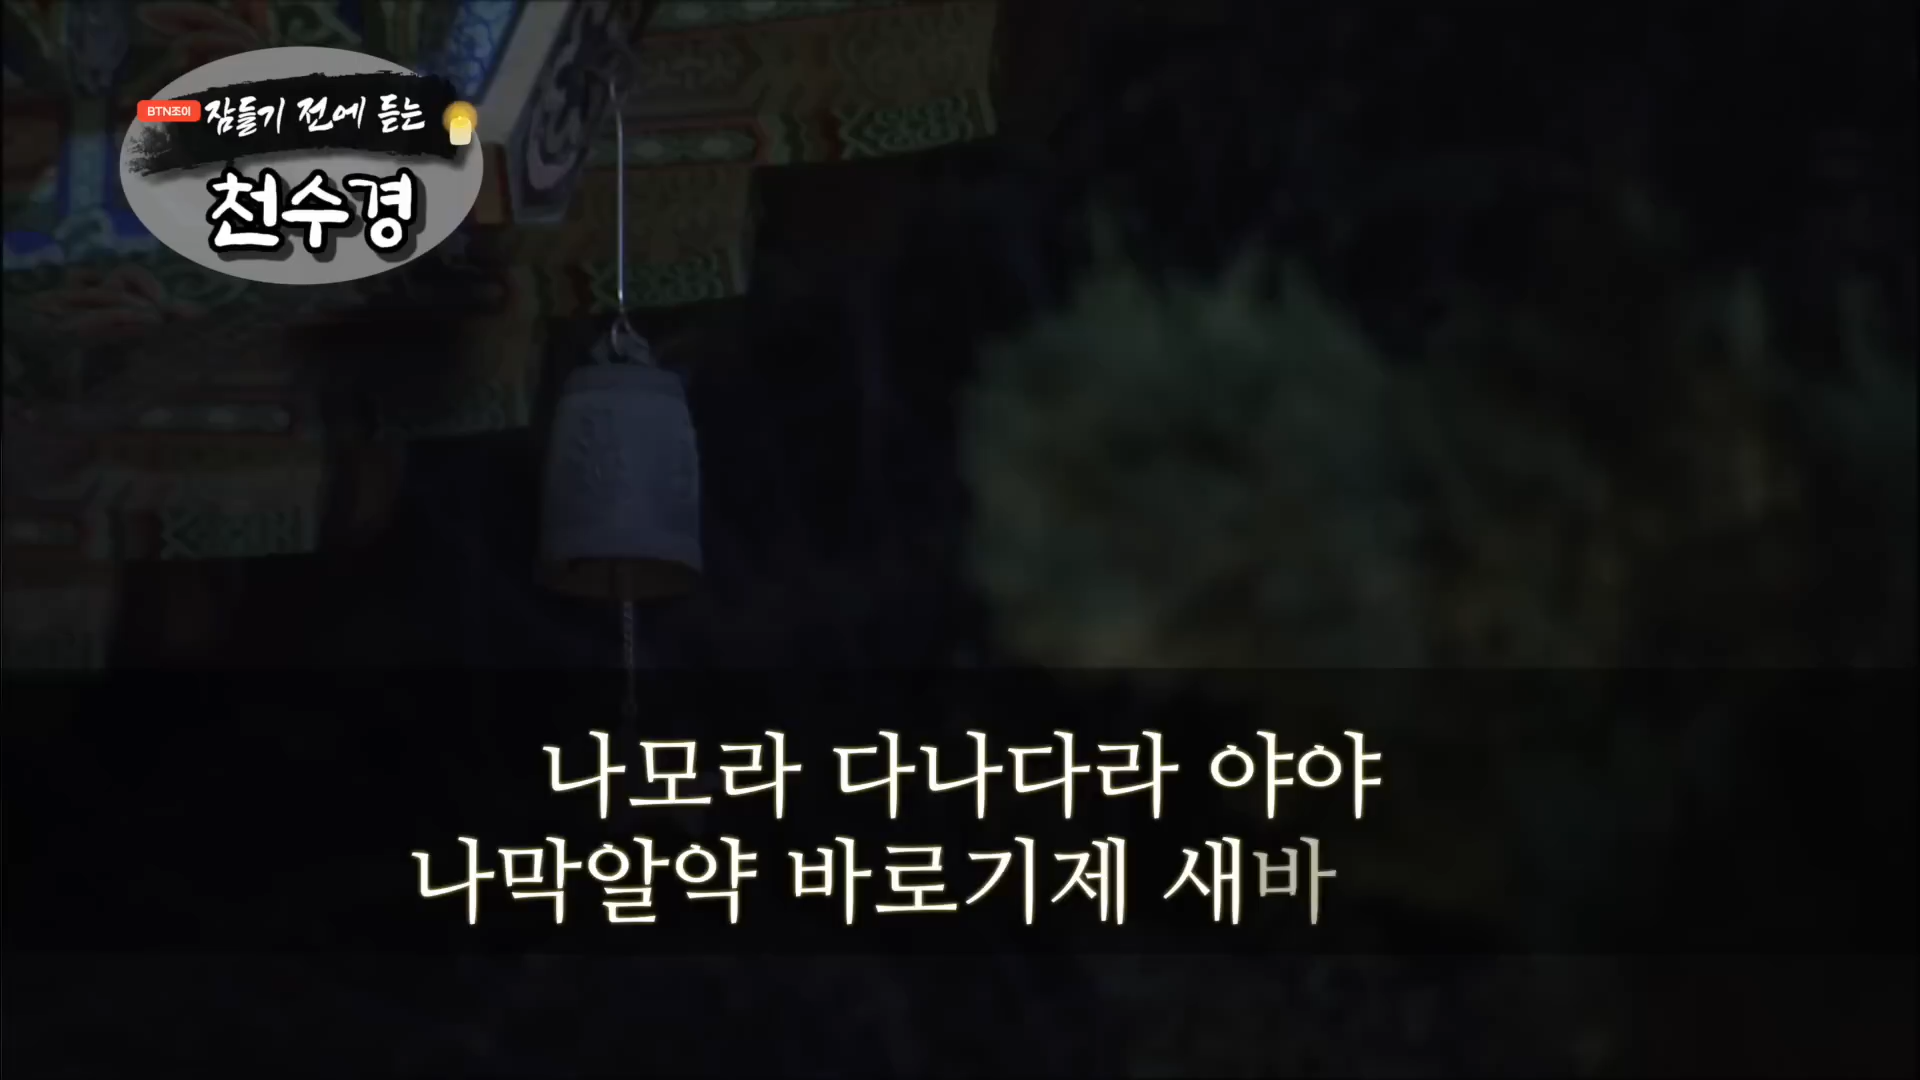 BTN조이
잠들기 전에 듣는
천수경
나모라 다나다라 야야
나막알약 바로기제 새바